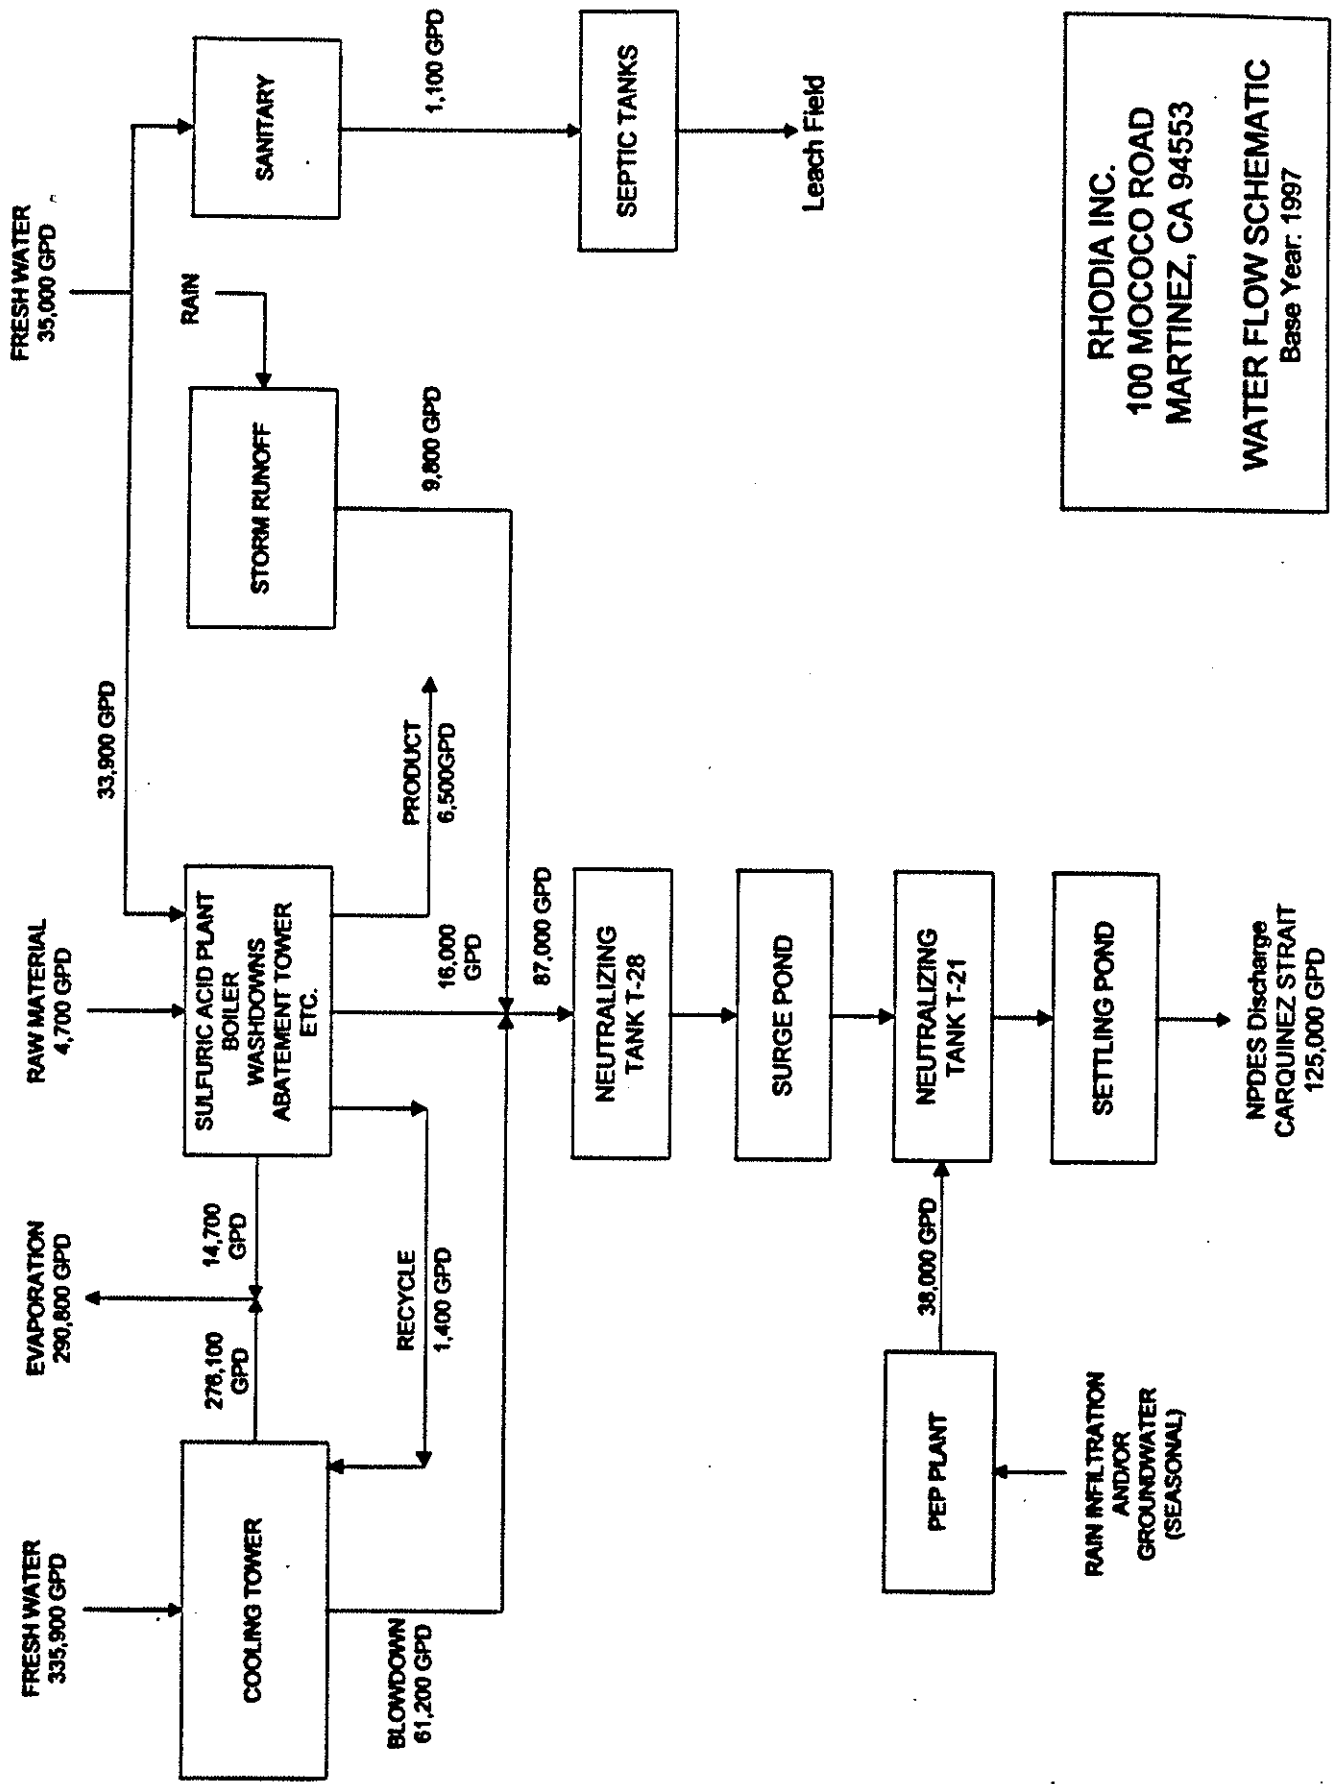 FRESH WATER
335,900 GPD
EVAPORATION
290,800 GPD
RAW MATERIAL
4,700 GPD
FRESH WATER
35,000 GPD
33,900 GPD
COOLING TOWER
276,100
GPD
14,700
GPD
SULFURIC ACID PLANT
BOILER
WASHDOWNS
ABATEMENT TOWER
ETC.
STORM RUNOFF
RAIN
SANITARY
BLOWDOWN
61,200 GPD
RECYCLE
1,400 GPD
16,000
GPD
PRODUCT
6,500GPD
9,800 GPD
1,100 GPD
87,000 GPD
NEUTRALIZING
TANK T-28
SEPTIC TANKS
Leach Field
SURGE POND
PEP PLANT
38,000 GPD
NEUTRALIZING
TANK T-21
RAIN INFILTRATION
AND/OR
GROUNDWATER
(SEASONAL)
SETTLING POND
NPDES Discharge
CARQUINEZ STRAIT
125,000 GPD
RHODIA INC.
100 MOCOCO ROAD
MARTINEZ, CA 94553
WATER FLOW SCHEMATIC
Base Year: 1997